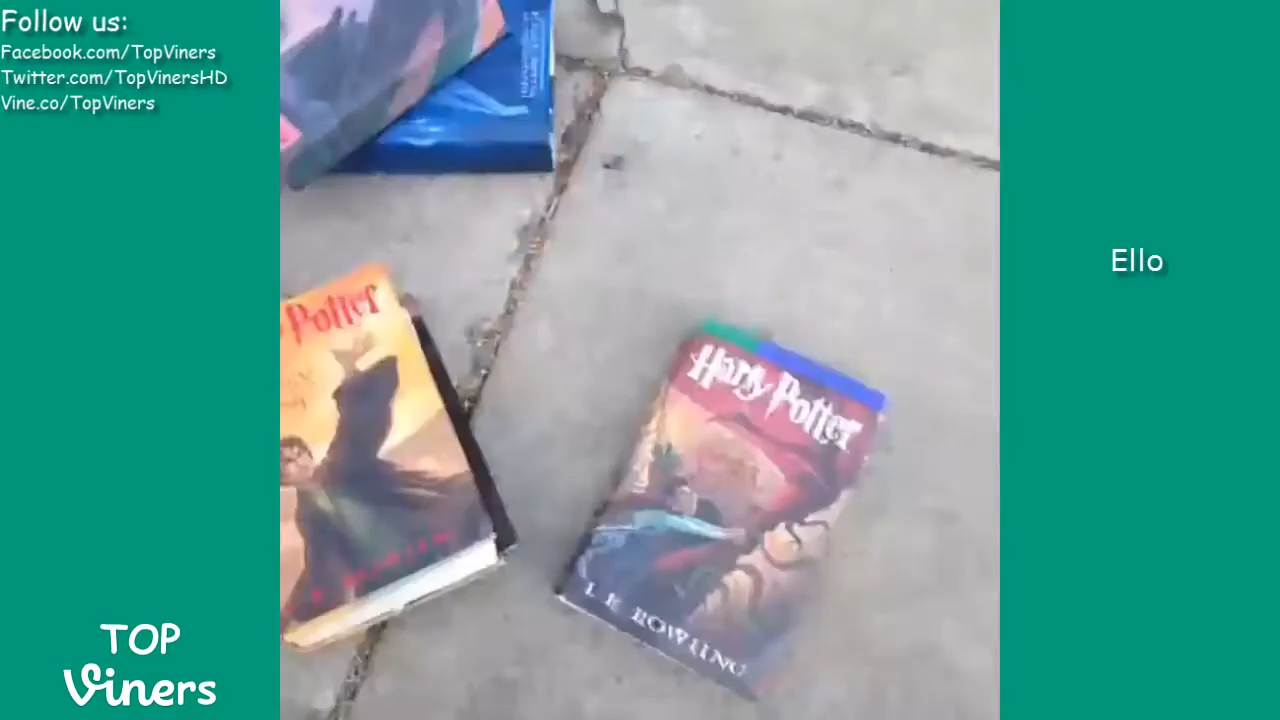 Follow us:
Facebook.com/TopViners
Twitter.com/TopVinersHD
Vine.co/TopViners
Ello
Potter
Harry Potter
J. K. ROWLING
TOP
Viners